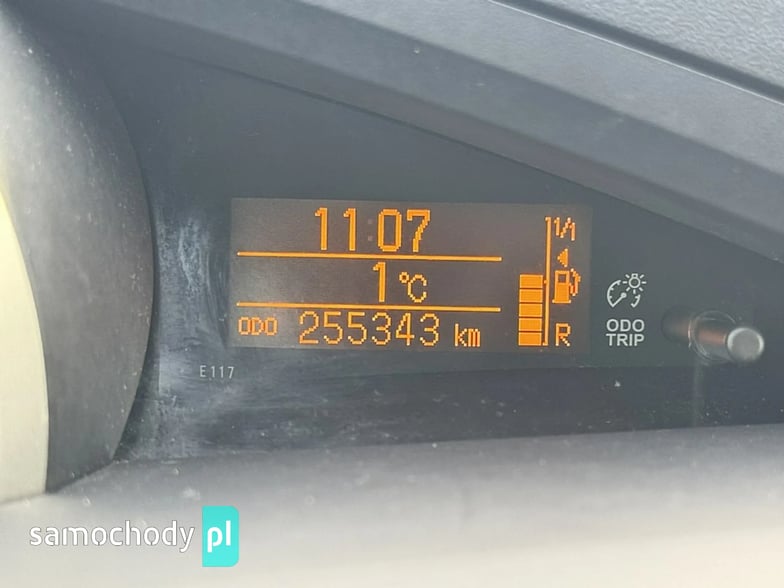 11:07
1/1
1 °C
ODO 255343 km
R
ODO
TRIP
E117
samochody pl